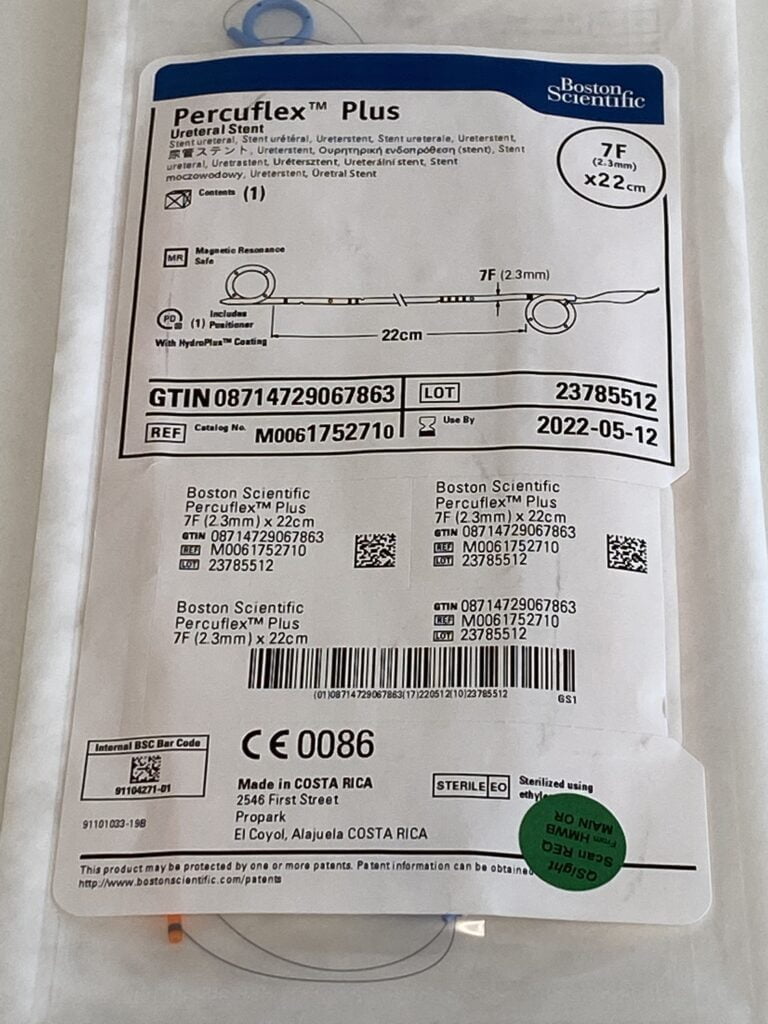 Boston
Scientific
Percuflex™ Plus
Ureteral Stent
Stent ureteral, Stent urétéral, Ureterstent, Stent ureterale, Ureterstent,
尿管ステント, Ureterstent, Ουρητηρική ενδοπρόθεση (stent), Stent
ureteral, Uretrastent, Urétersztent, Ureterální stent, Stent
moczowodowy, Ureterstent, Üretral Stent
7F
(2.3mm)
x22cm
Contents (1)
MR Magnetic Resonance
Safe
7F (2.3mm)
PD (1) Includes
Positioner
With HydroPlus™ Coating
22cm
GTIN 08714729067863
LOT 23785512
REF Catalog No. M0061752710
Use By 2022-05-12
Boston Scientific
Percuflex™ Plus
7F (2.3mm) x 22cm
GTIN 08714729067863
REF M0061752710
LOT 23785512
Boston Scientific
Percuflex™ Plus
7F (2.3mm) x 22cm
GTIN 08714729067863
REF M0061752710
LOT 23785512
Boston Scientific
Percuflex™ Plus
7F (2.3mm) x 22cm
GTIN 08714729067863
REF M0061752710
LOT 23785512
(01)08714729067863(17)220512(10)23785512
GS1
Internal BSC Bar Code
91104271-01
91101033-19B
CE 0086
Made in COSTA RICA
2546 First Street
Propark
El Coyol, Alajuela COSTA RICA
STERILE EO
Sterilized using
QSight
Scan REQ
From HMWB
MAIN OR
This product may be protected by one or more patents. Patent information can be obtained
http://www.bostonscientific.com/patents